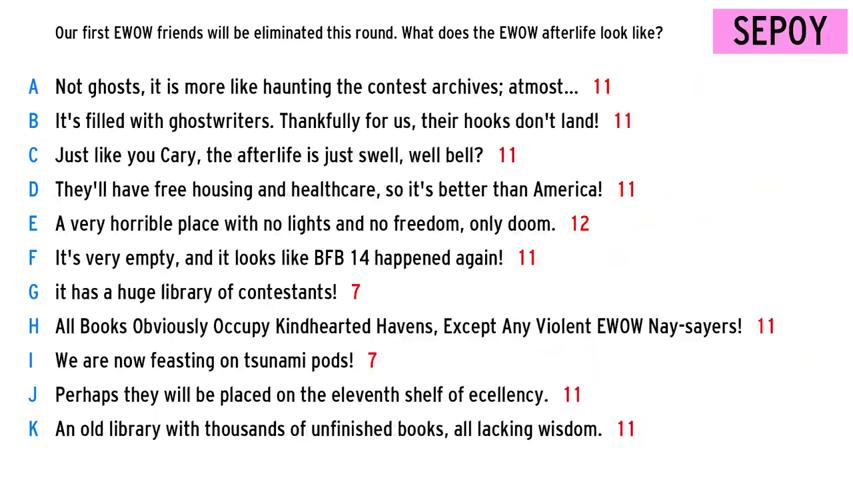 Our first EWOW friends will be eliminated this round. What does the EWOW afterlife look like?
SEPOY
A Not ghosts, it is more like haunting the contest archives; atmost... 11
B It's filled with ghostwriters. Thankfully for us, their hooks don't land! 11
C Just like you Cary, the afterlife is just swell, well bell? 11
D They'll have free housing and healthcare, so it's better than America! 11
E A very horrible place with no lights and no freedom, only doom. 12
F It's very empty, and it looks like BFB 14 happened again! 11
G it has a huge library of contestants! 7
H All Books Obviously Occupy Kindhearted Havens, Except Any Violent EWOW Nay-sayers! 11
I We are now feasting on tsunami pods! 7
J Perhaps they will be placed on the eleventh shelf of ecellency. 11
K An old library with thousands of unfinished books, all lacking wisdom. 11